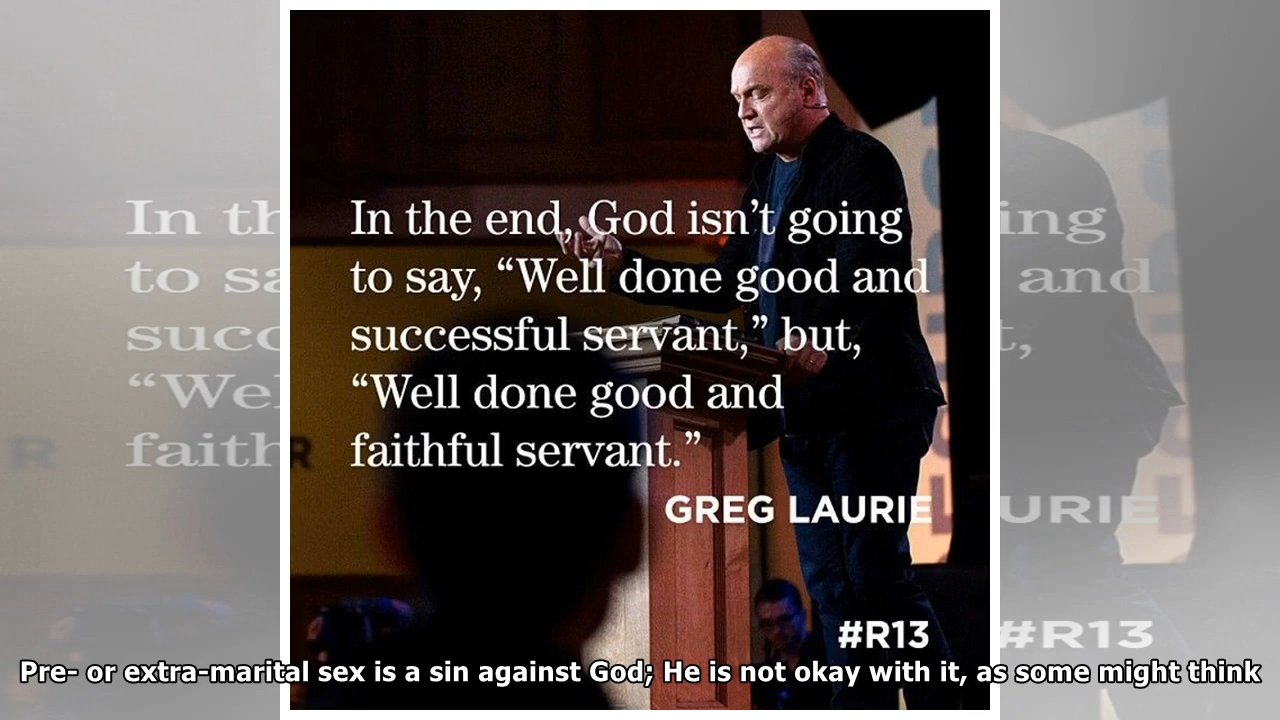 In the end, God isn't going
to say, “Well done good and
successful servant,” but,
“Well done good and
faithful servant.”
GREG LAURIE
#R13
Pre- or extra-marital sex is a sin against God; He is not okay with it, as some might think